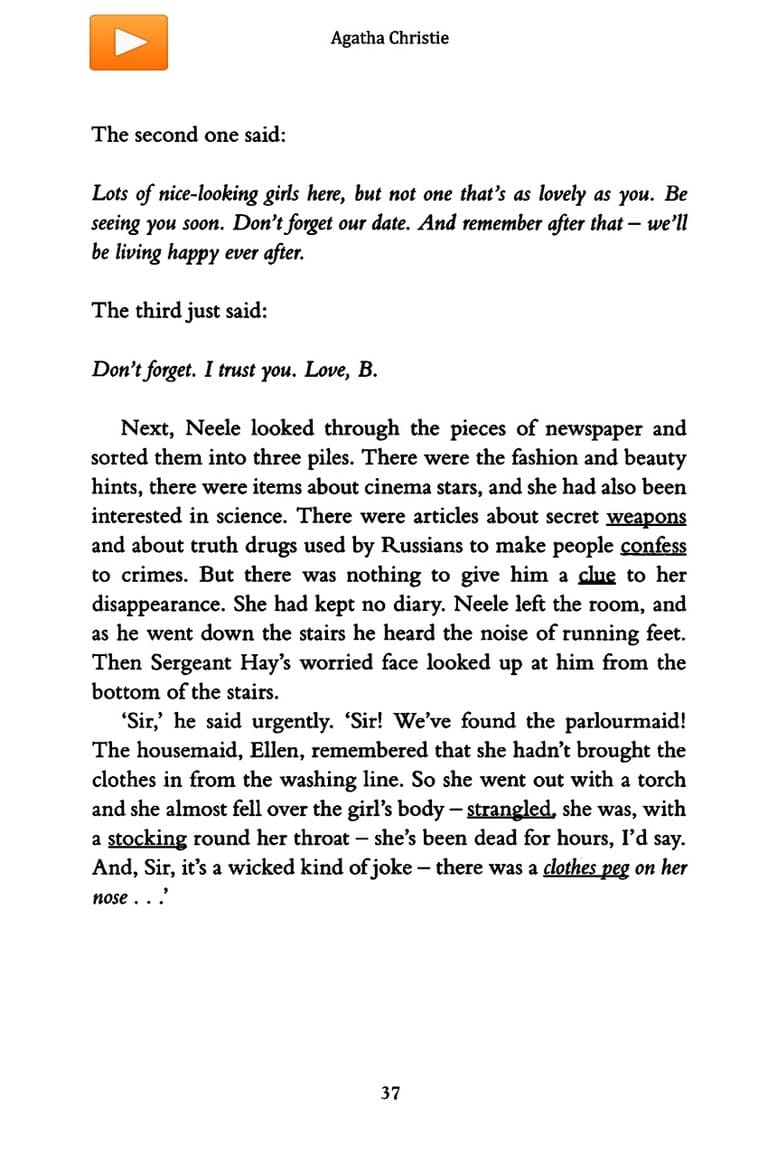 Agatha Christie
The second one said:
Lots of nice-looking girls here, but not one that's as lovely as you. Be
seeing you soon. Don't forget our date. And remember after that – we'll
be living happy ever after.
The third just said:
Don't forget. I trust you. Love, B.
Next, Neele looked through the pieces of newspaper and
sorted them into three piles. There were the fashion and beauty
hints, there were items about cinema stars, and she had also been
interested in science. There were articles about secret weapons
and about truth drugs used by Russians to make people confess
to crimes. But there was nothing to give him a clue to her
disappearance. She had kept no diary. Neele left the room, and
as he went down the stairs he heard the noise of running feet.
Then Sergeant Hay's worried face looked up at him from the
bottom of the stairs.
‘Sir,’ he said urgently. ‘Sir! We've found the parlourmaid!
The housemaid, Ellen, remembered that she hadn't brought the
clothes in from the washing line. So she went out with a torch
and she almost fell over the girl's body – strangled, she was, with
a stocking round her throat – she's been dead for hours, I'd say.
And, Sir, it's a wicked kind of joke – there was a clothes peg on her
nose . . .’
37